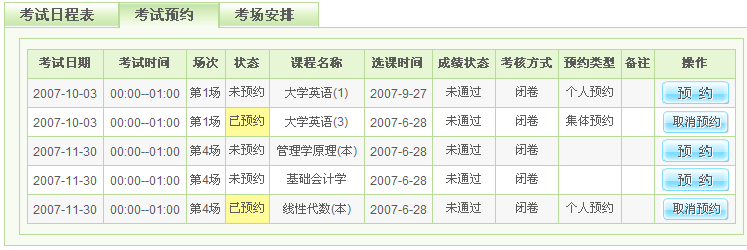 考试日程表 考试预约 考场安排
考试日期 考试时间 场次 状态 课程名称 选课时间 成绩状态 考核方式 预约类型 备注 操作
2007-10-03 00:00--01:00 第1场 未预约 大学英语(1) 2007-9-27 未通过 闭卷 个人预约 预 约
2007-10-03 00:00--01:00 第1场 已预约 大学英语(3) 2007-6-28 未通过 闭卷 集体预约 取消预约
2007-11-30 00:00--01:00 第4场 未预约 管理学原理(本) 2007-6-28 未通过 闭卷 预 约
2007-11-30 00:00--01:00 第4场 未预约 基础会计学 2007-6-28 未通过 闭卷 预 约
2007-11-30 00:00--01:00 第4场 已预约 线性代数(本) 2007-6-28 未通过 闭卷 个人预约 取消预约